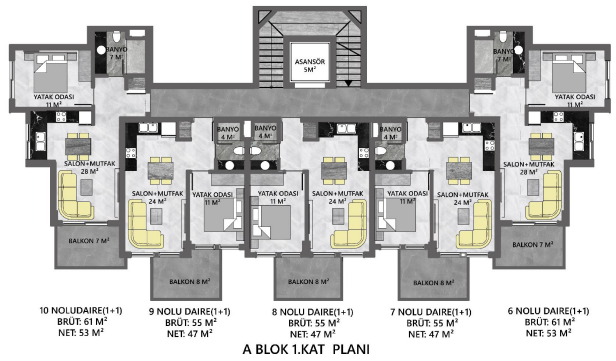 BANYO
7 M²
ASANSÖR
5M²
BANYO
7 M²
YATAK ODASI
11 M²
YATAK ODASI
11 M²
BANYO
4 M²
BANYO
4 M²
BANYO
4 M²
SALON+MUTFAK
28 M²
SALON+MUTFAK
24 M²
YATAK ODASI
11 M²
YATAK ODASI
11 M²
SALON+MUTFAK
24 M²
YATAK ODASI
11 M²
SALON+MUTFAK
24 M²
SALON+MUTFAK
28 M²
BALKON 7 M²
BALKON 8 M²
BALKON 8 M²
BALKON 8 M²
BALKON 7 M²
10 NOLUDAIRE(1+1)
BRÜT: 61 M²
NET: 53 M²
9 NOLU DAIRE(1+1)
BRÜT: 55 M²
NET: 47 M²
8 NOLU DAIRE(1+1)
BRÜT: 55 M²
NET: 47 M²
7 NOLU DAIRE(1+1)
BRÜT: 55 M²
NET: 47 M²
6 NOLU DAIRE(1+1)
BRÜT: 61 M²
NET: 53 M²
A BLOK 1.KAT PLANI